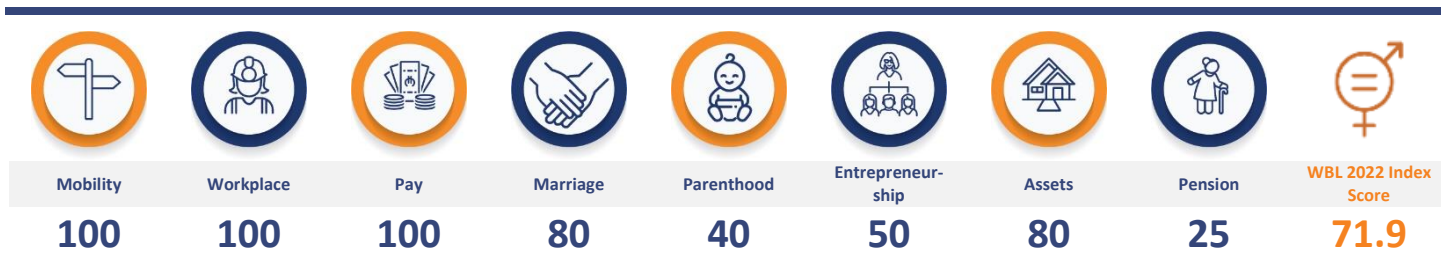 Mobility
Workplace
Pay
Marriage
Parenthood
Entrepreneur-
ship
Assets
Pension
WBL 2022 Index
Score
100
100
100
80
40
50
80
25
71.9